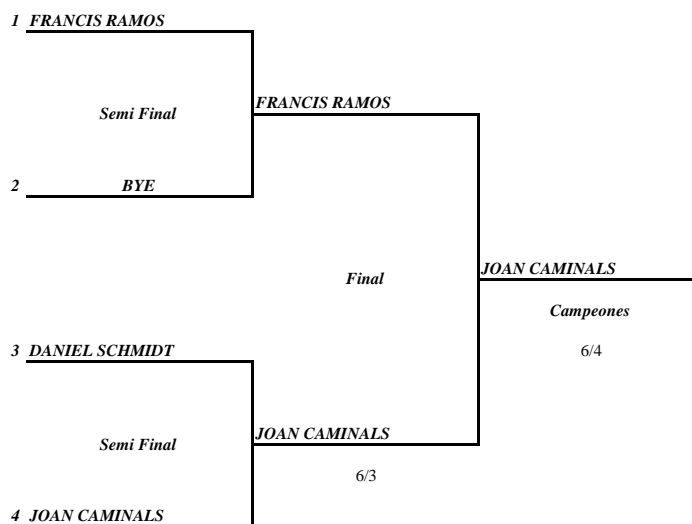 1 FRANCIS RAMOS
FRANCIS RAMOS
Semi Final
2 BYE
JOAN CAMINALS
Final
Campeones
3 DANIEL SCHMIDT
6/4
JOAN CAMINALS
Semi Final
6/3
4 JOAN CAMINALS